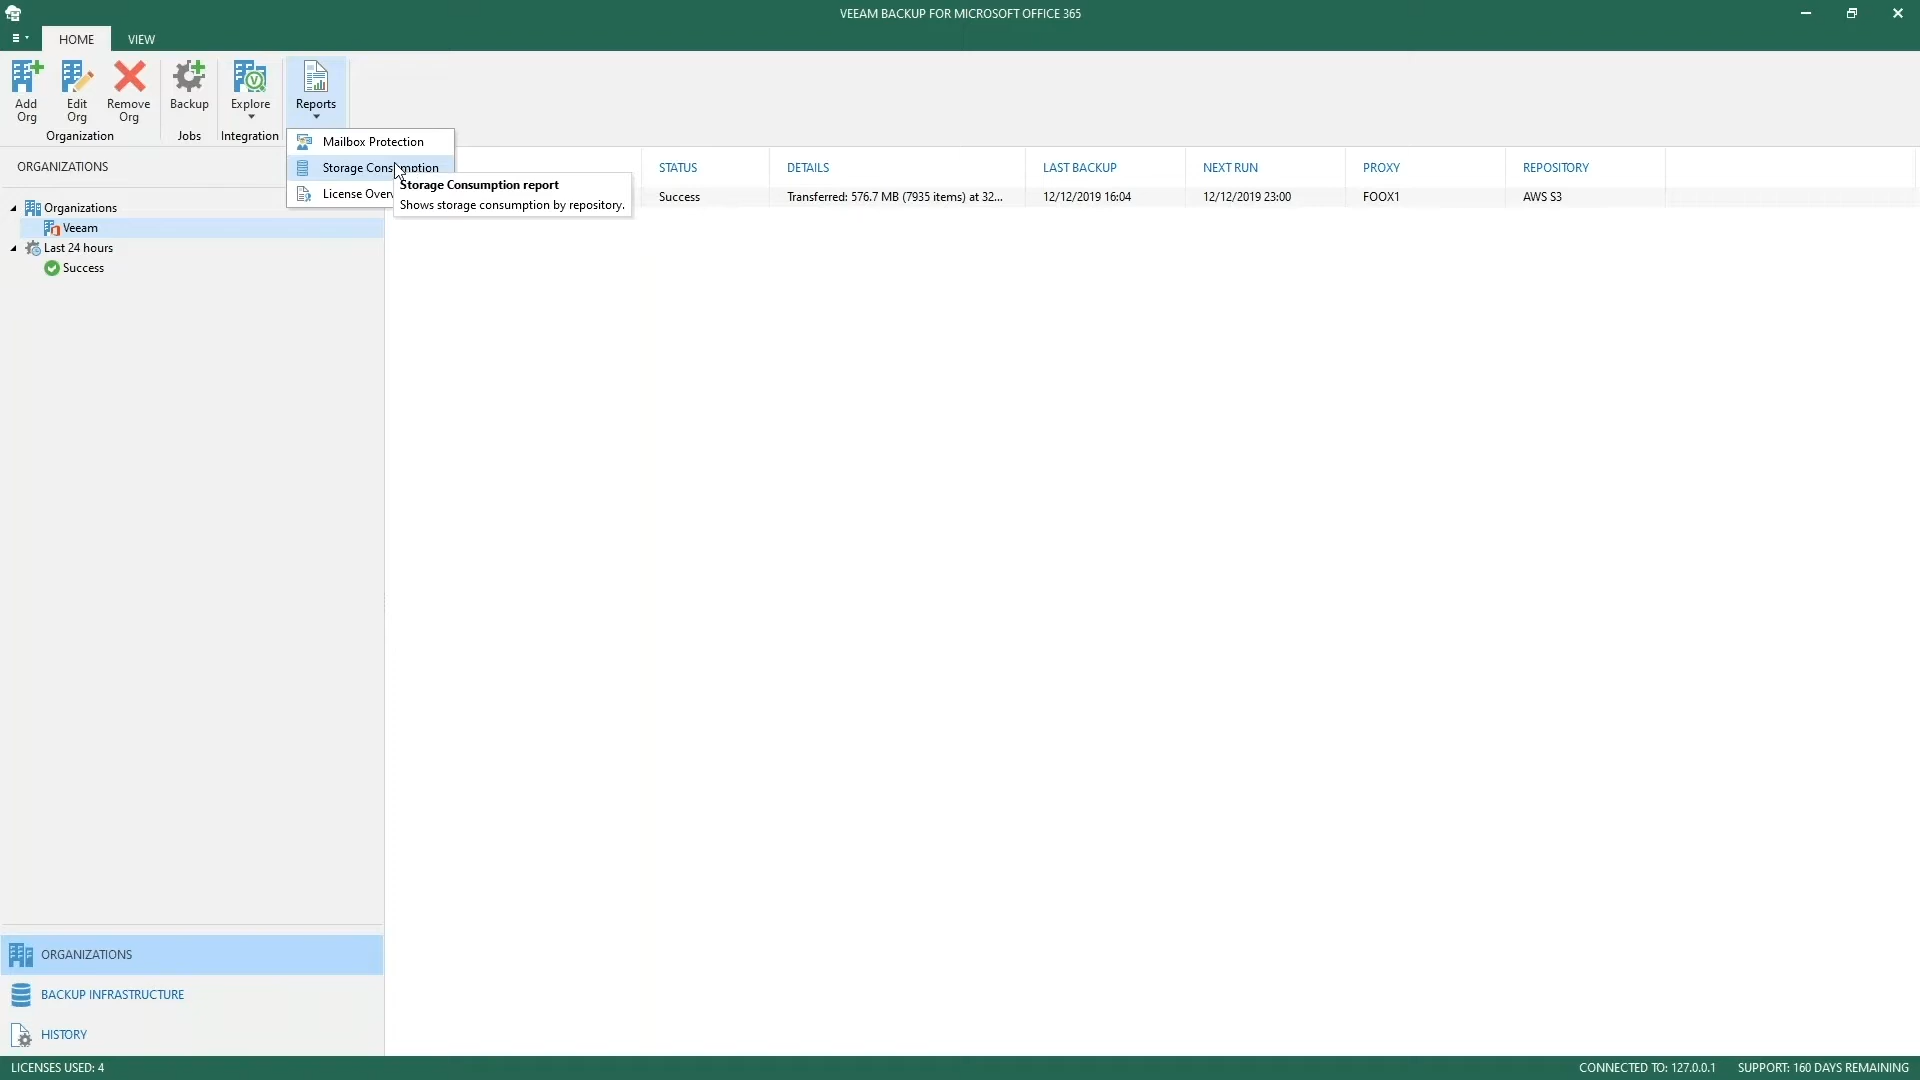 VEEAM BACKUP FOR MICROSOFT OFFICE 365
HOME
VIEW
Add Org
Edit Org
Remove Org
Backup
Explore
Reports
Organization
Jobs
Integration
Mailbox Protection
Storage Consumption
License Over
Storage Consumption report
Shows storage consumption by repository.
ORGANIZATIONS
STATUS
DETAILS
LAST BACKUP
NEXT RUN
PROXY
REPOSITORY
Success
Transferred: 576.7 MB (7935 items) at 32...
12/12/2019 16:04
12/12/2019 23:00
FOOX1
AWS S3
Organizations
Veeam
Last 24 hours
Success
ORGANIZATIONS
BACKUP INFRASTRUCTURE
HISTORY
LICENSES USED: 4
CONNECTED TO: 127.0.0.1
SUPPORT: 160 DAYS REMAINING